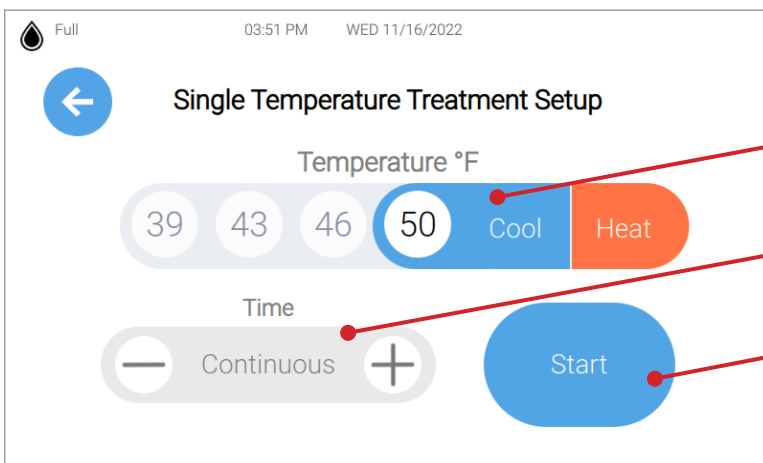 Full 03:51 PM WED 11/16/2022
Single Temperature Treatment Setup
Temperature °F
39 43 46 50 Cool Heat
Time
— Continuous +
Start